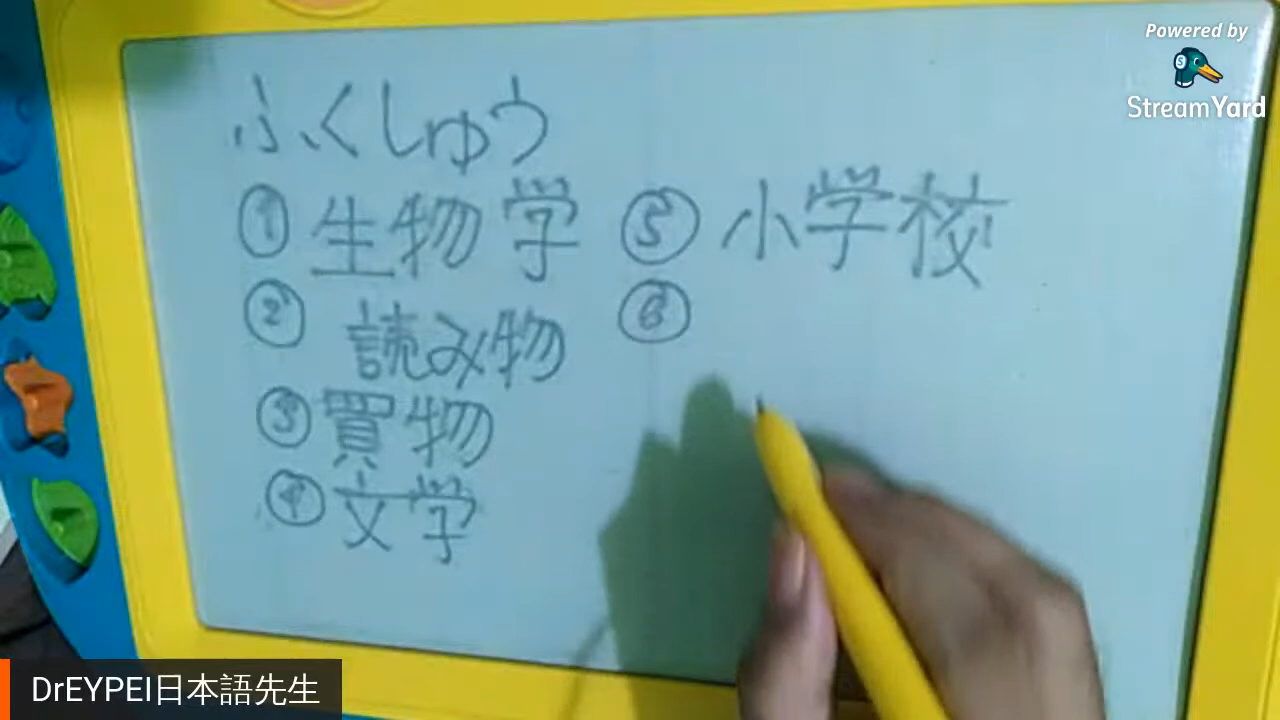 ふくしゅう
① 生物学
② 読み物
③ 買物
④ 文学
⑤ 小学校
⑥
Powered by
StreamYard
DrEYPEI日本語先生